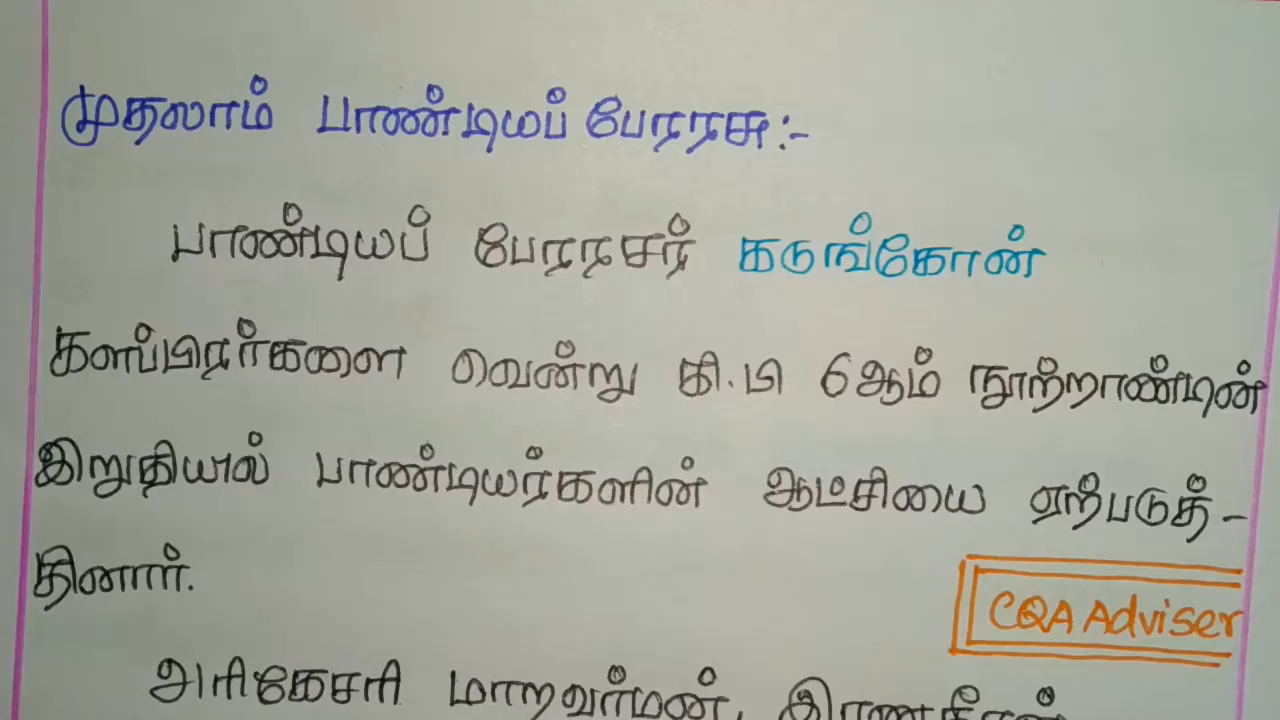 முதலாம் பாண்டியப் பேரரசு:-
பாண்டியப் பேரரசர் கடுங்கோன்
களப்பிரர்களை வென்று கி.பி 6ஆம் நூற்றாண்டின்
இறுதியில் பாண்டியர்களின் ஆட்சியை ஏற்படுத்-
தினார்.
CQA Adviser
அரிகேசரி மாறவர்மன்,